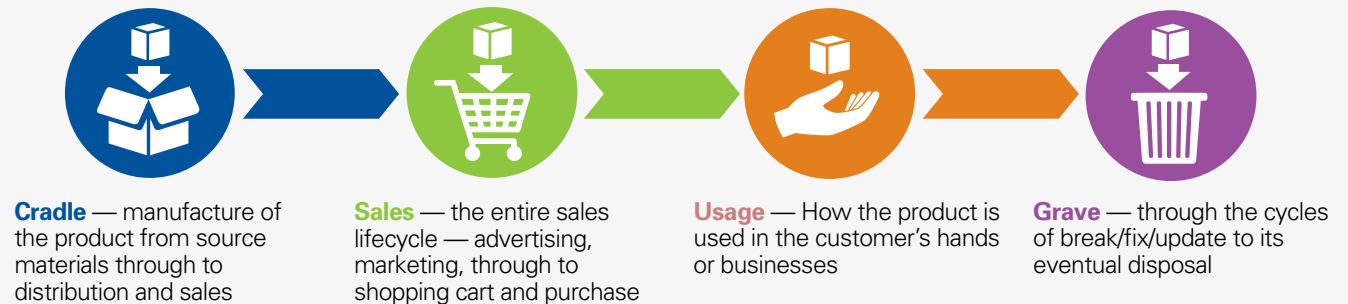 Cradle — manufacture of
the product from source
materials through to
distribution and sales
Sales — the entire sales
lifecycle — advertising,
marketing, through to
shopping cart and purchase
Usage — How the product is
used in the customer’s hands
or businesses
Grave — through the cycles
of break/fix/update to its
eventual disposal